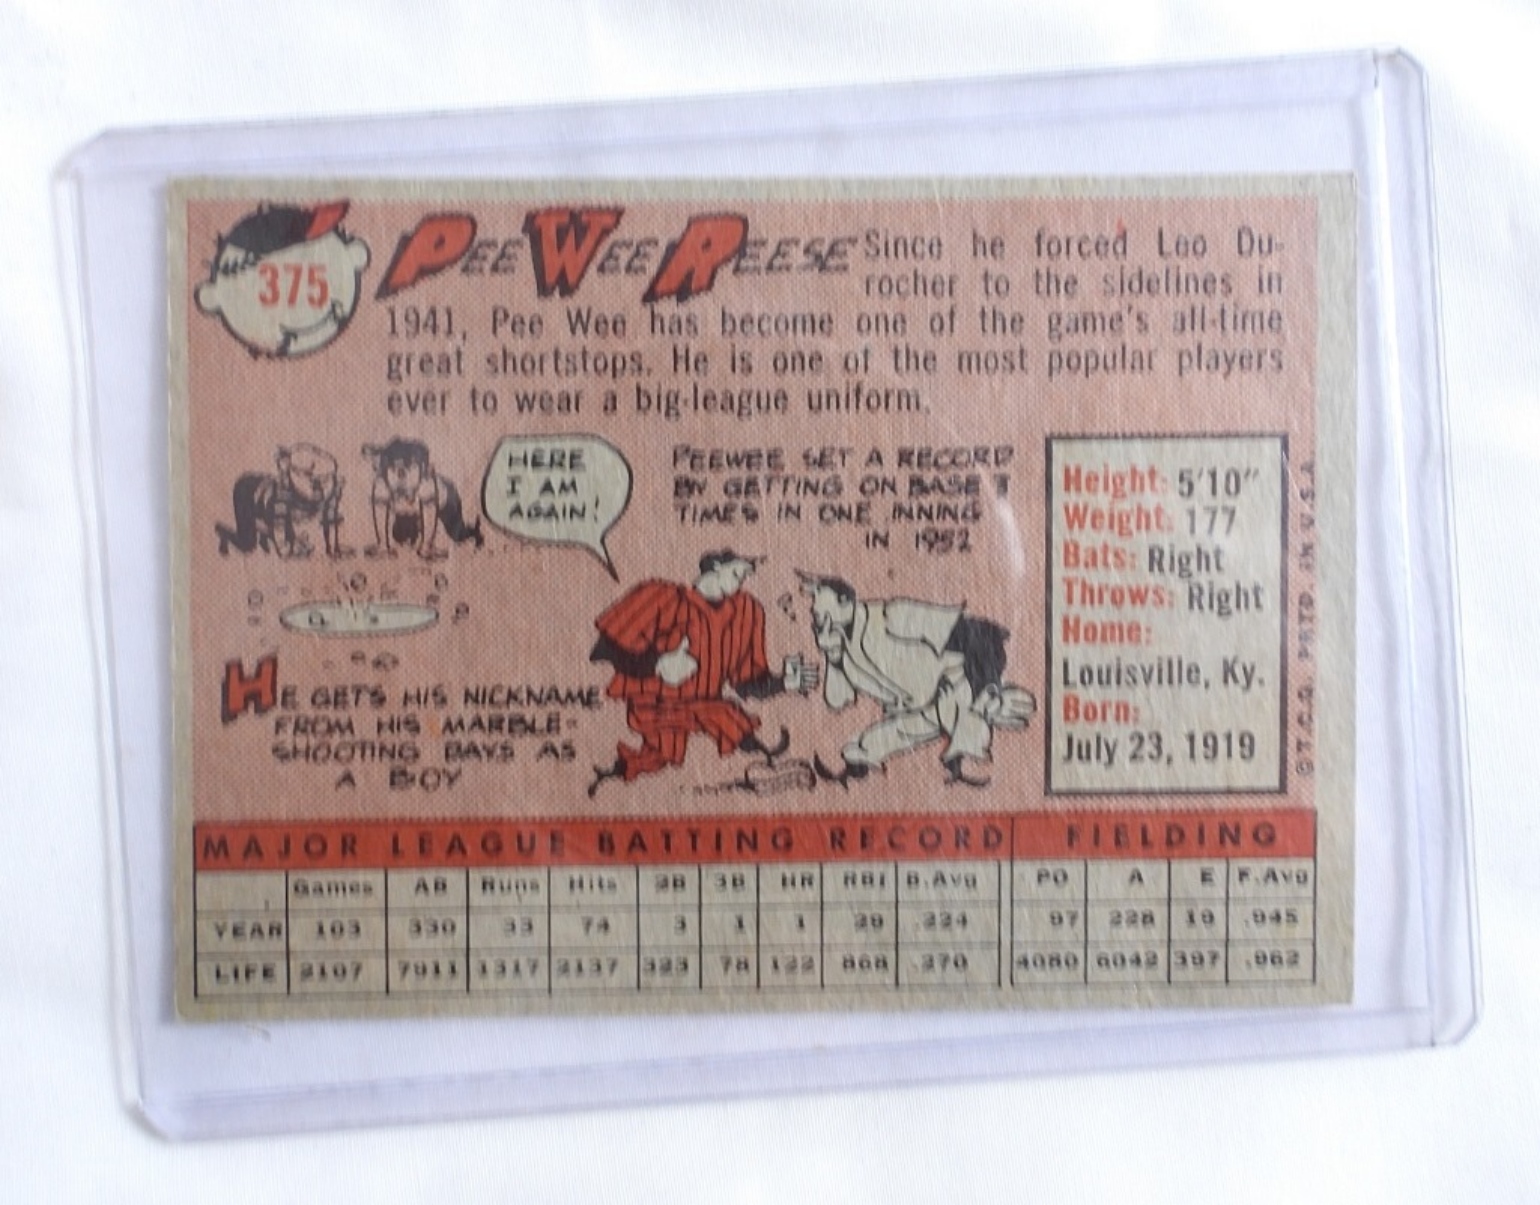 375
PEE WEE REESE Since he forced Leo Du-
rocher to the sidelines in
1941, Pee Wee has become one of the game's all-time
great shortstops. He is one of the most popular players
ever to wear a big-league uniform.
HERE
I AM
AGAIN!
PEEWEE SET A RECORD
BY GETTING ON BASE 3
TIMES IN ONE INNING
IN 1952
HE GETS HIS NICKNAME
FROM HIS MARBLE-
SHOOTING DAYS AS
A BOY
Height: 5'10"
Weight: 177
Bats: Right
Throws: Right
Home:
Louisville, Ky.
Born:
July 23, 1919
©T.C.G. PRTD. IN U.S.A.
MAJOR LEAGUE BATTING RECORD FIELDING
Games AB Runs Hits 2B 3B HR RBI B.Avg PO A E F.Avg
YEAR 103 330 33 74 3 1 1 29 .224 97 228 19 .945
LIFE 2107 7911 1317 2137 323 78 122 868 .270 4080 6042 397 .962